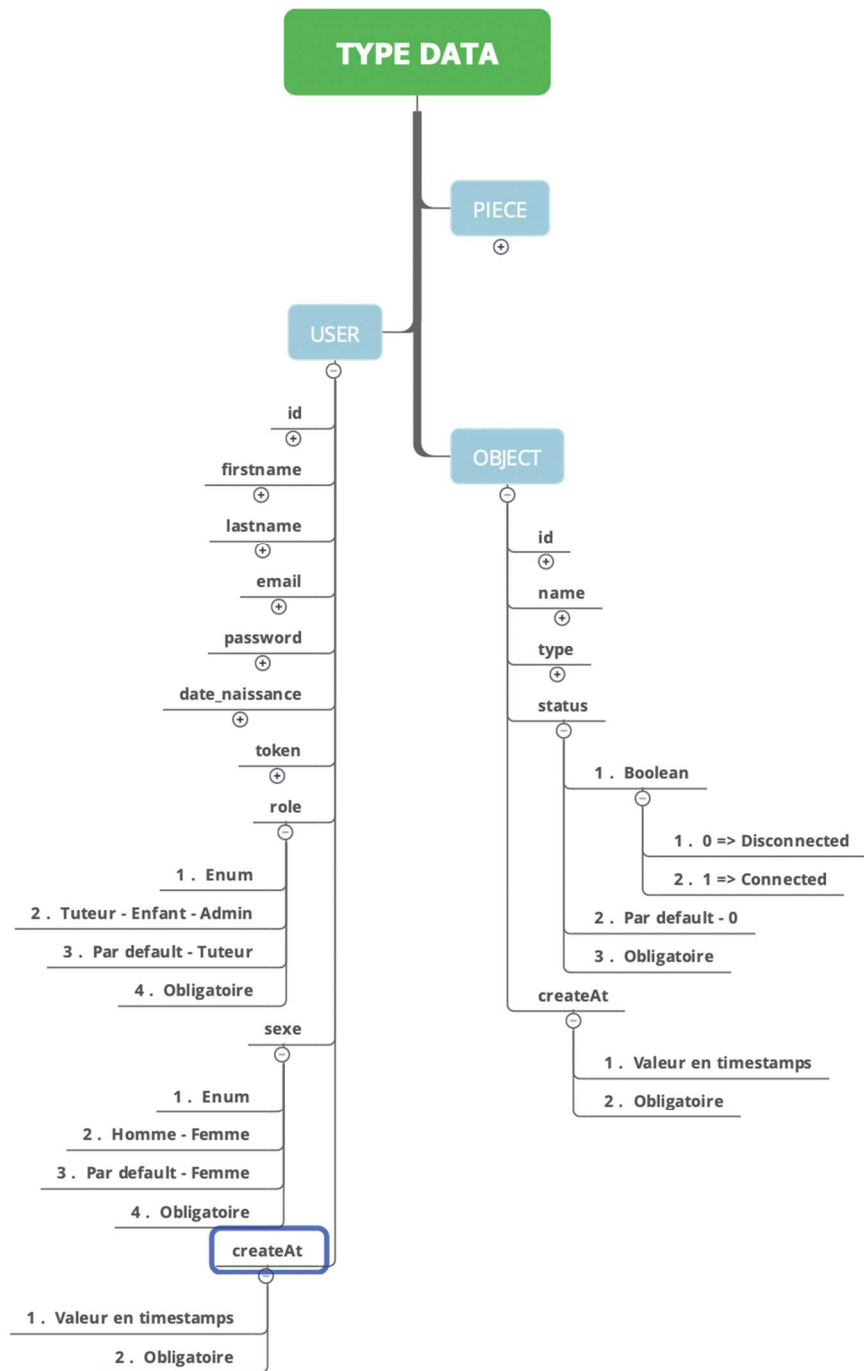 TYPE DATA
PIECE
USER
id
firstname
lastname
email
password
date_naissance
token
role
1 . Enum
2 . Tuteur - Enfant - Admin
3 . Par default - Tuteur
4 . Obligatoire
sexe
1 . Enum
2 . Homme - Femme
3 . Par default - Femme
4 . Obligatoire
createAt
1 . Valeur en timestamps
2 . Obligatoire
OBJECT
id
name
type
status
1 . Boolean
1 . 0 => Disconnected
2 . 1 => Connected
2 . Par default - 0
3 . Obligatoire
createAt
1 . Valeur en timestamps
2 . Obligatoire